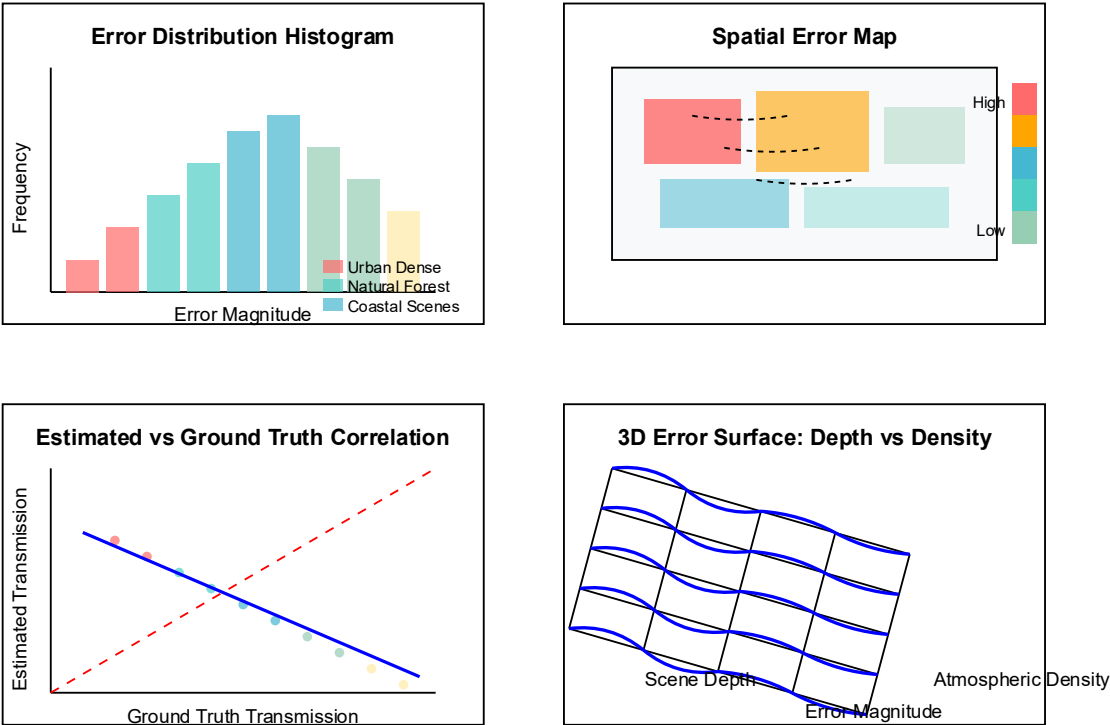 Error Distribution Histogram
Frequency
Urban Dense
Natural Forest
Coastal Scenes
Error Magnitude
Spatial Error Map
High
Low
Estimated vs Ground Truth Correlation
Estimated Transmission
Ground Truth Transmission
3D Error Surface: Depth vs Density
Scene Depth
Atmospheric Density
Error Magnitude